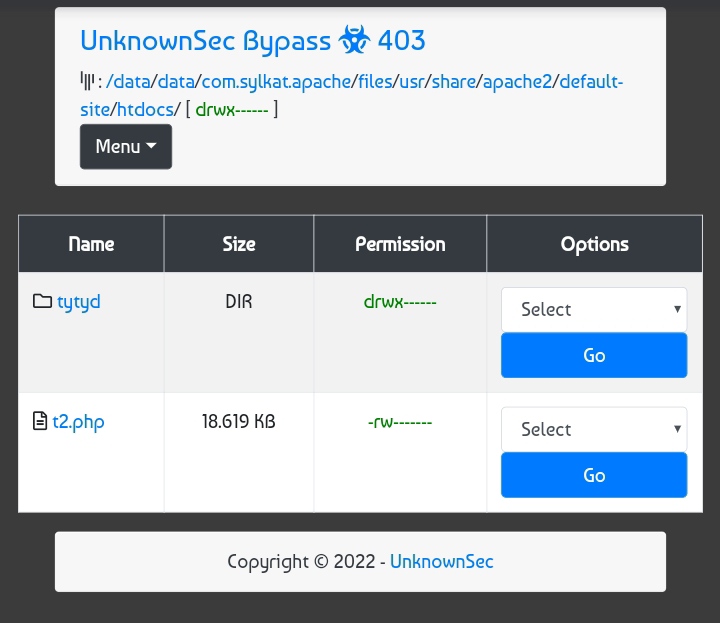 UnknownSec Bypass 403
: /data/data/com.sylkat.apache/files/usr/share/apache2/default-
site/htdocs/ [ drwx------ ]
Menu
Name Size Permission Options
tytyd DIR drwx------ Select
Go
t2.php 18.619 KB -rw------- Select
Go
Copyright © 2022 - UnknownSec